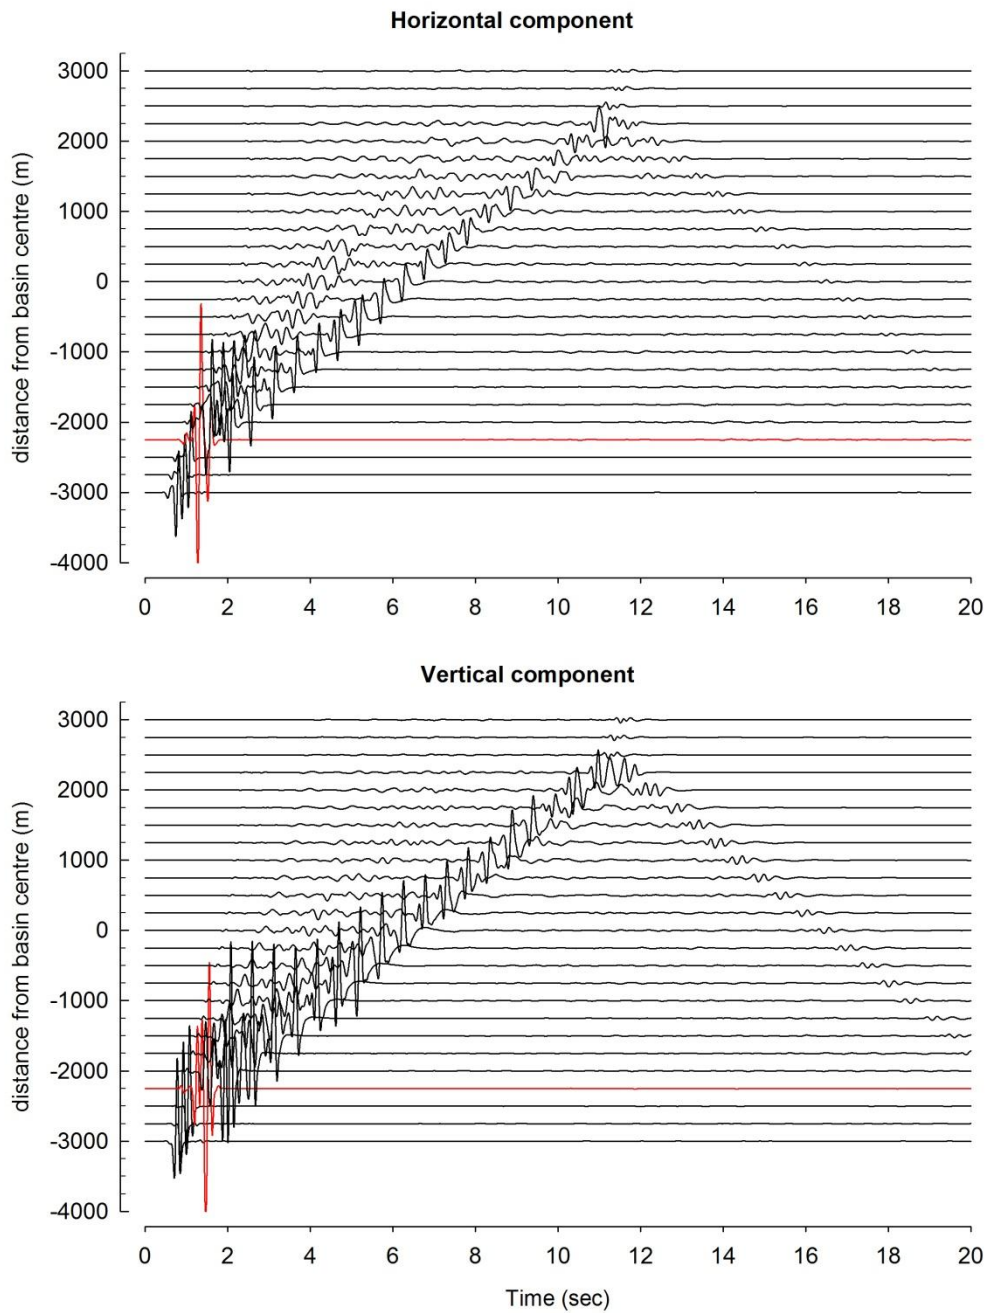 Horizontal component
distance from basin centre (m)
3000
2000
1000
0
-1000
-2000
-3000
-4000
0 2 4 6 8 10 12 14 16 18 20
Vertical component
distance from basin centre (m)
3000
2000
1000
0
-1000
-2000
-3000
-4000
0 2 4 6 8 10 12 14 16 18 20
Time (sec)